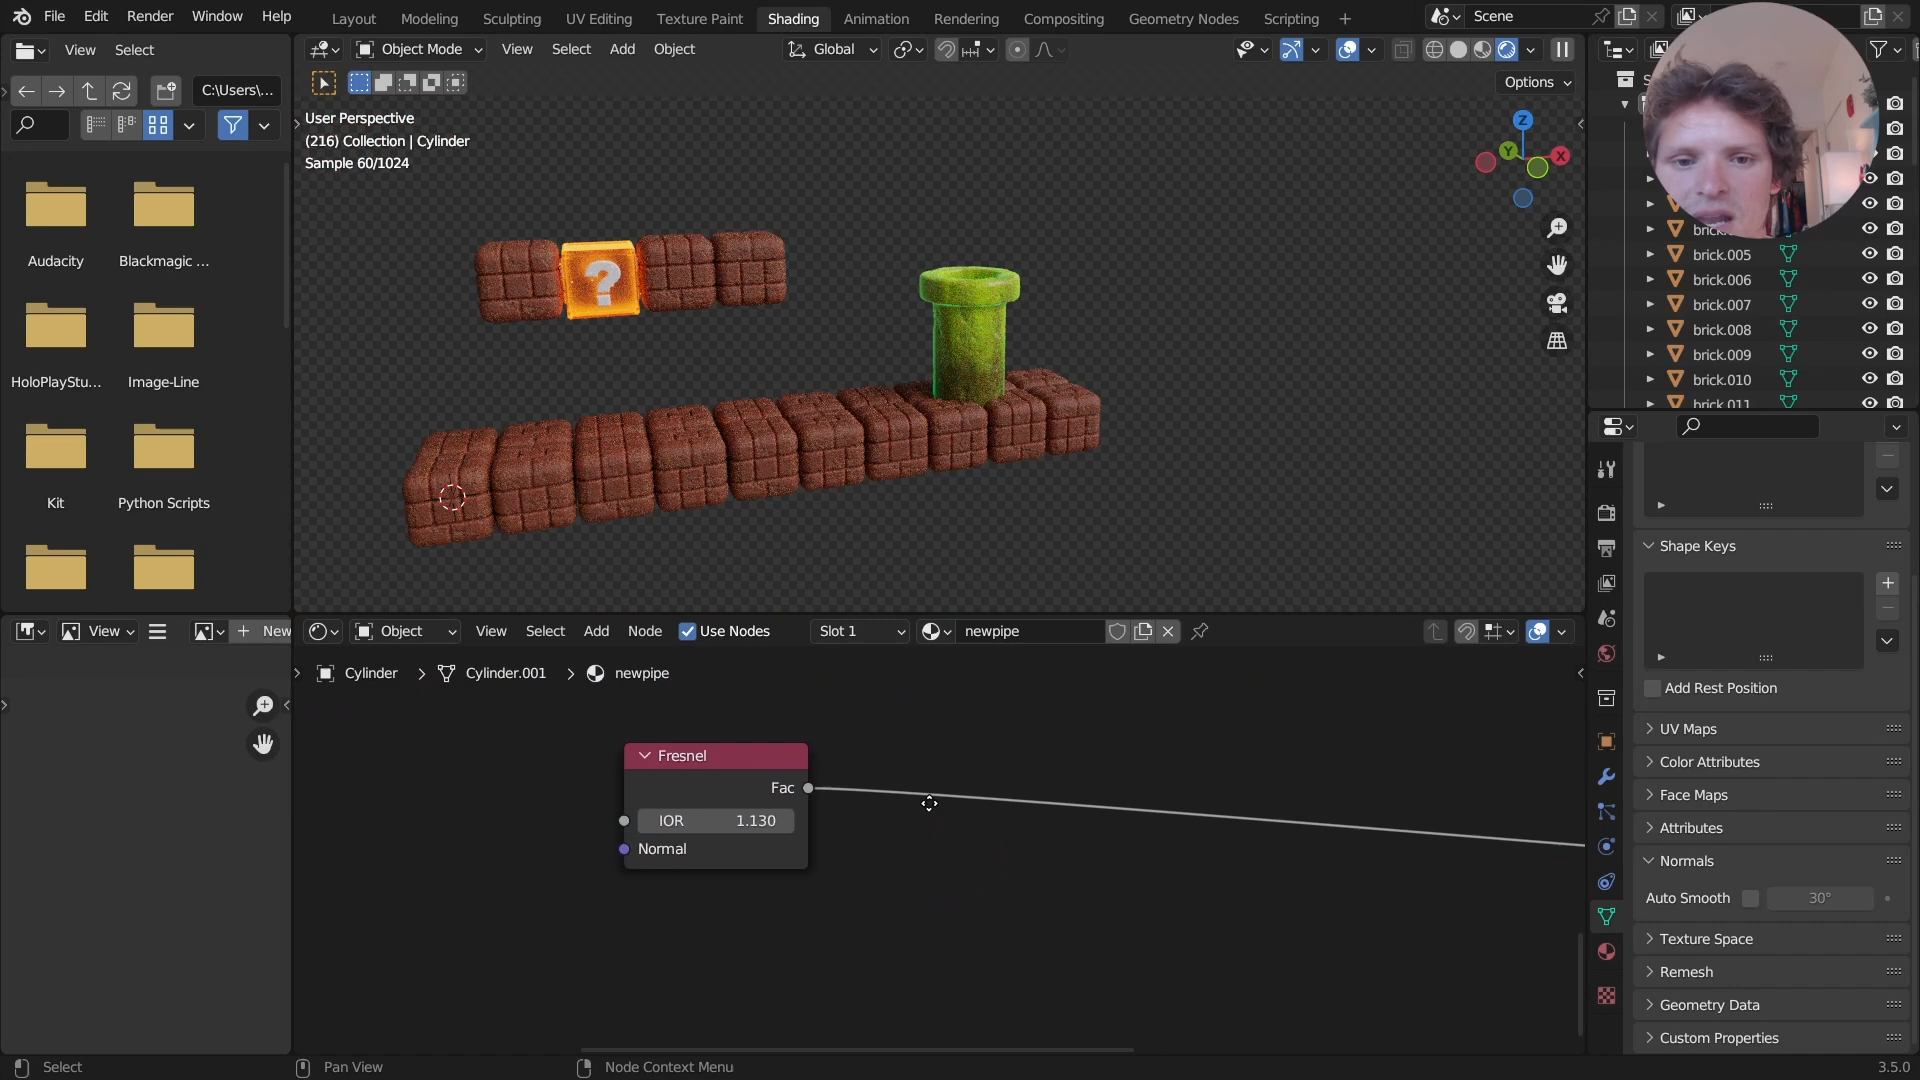 File Edit Render Window Help
Layout Modeling Sculpting UV Editing Texture Paint Shading Animation Rendering Compositing Geometry Nodes Scripting
Scene
View Select
Object Mode View Select Add Object Global
C:\Users\...
Options
User Perspective
(216) Collection | Cylinder
Sample 60/1024
Z
Y
X
?
Audacity Blackmagic ...
HoloPlayStu... Image-Line
Kit Python Scripts
brick.005
brick.006
brick.007
brick.008
brick.009
brick.010
brick.011
Shape Keys
Add Rest Position
UV Maps
Color Attributes
Face Maps
Attributes
Normals
Auto Smooth 30°
Texture Space
Remesh
Geometry Data
Custom Properties
View New
Object View Select Add Node Use Nodes Slot 1 newpipe
Cylinder Cylinder.001 newpipe
Fresnel
Fac
IOR 1.130
Normal
Select Pan View Node Context Menu 3.5.0